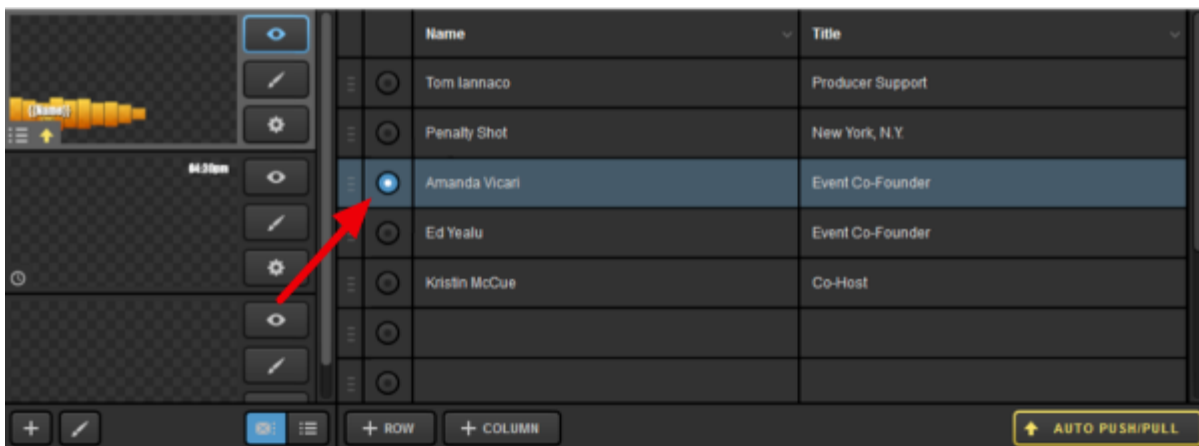 {{Name}}
04:30pm
Name Title
Tom Iannaco Producer Support
Penalty Shot New York, N.Y.
Amanda Vicari Event Co-Founder
Ed Yealu Event Co-Founder
Kristin McCue Co-Host
+ ROW + COLUMN AUTO PUSH/PULL